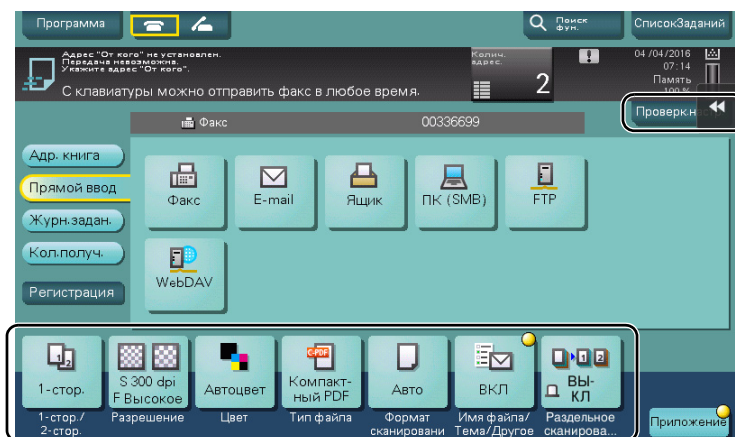 Программа
Поиск
фун.
СписокЗаданий
Адрес "От кого" не установлен.
Передача невозможна.
Укажите адрес "От кого".
С клавиатуры можно отправить факс в любое время.
Колич.
адрес.
2
04/04/2016
07:14
Память
100 %
Проверк.н
Факс
00336699
Адр. книга
Прямой ввод
Журн.задан.
Кол.получ.
Регистрация
Факс
E-mail
Ящик
ПК (SMB)
FTP
WebDAV
1-стор.
S 300 dpi
F Высокое
Автоцвет
C-PDF
Компакт-
ный PDF
Авто
ВКЛ
ВЫ-
КЛ
1-стор./
2-стор.
Разрешение
Цвет
Тип файла
Формат
сканировани
Имя файла/
Тема/Другое
Раздельное
сканирова...
Приложение